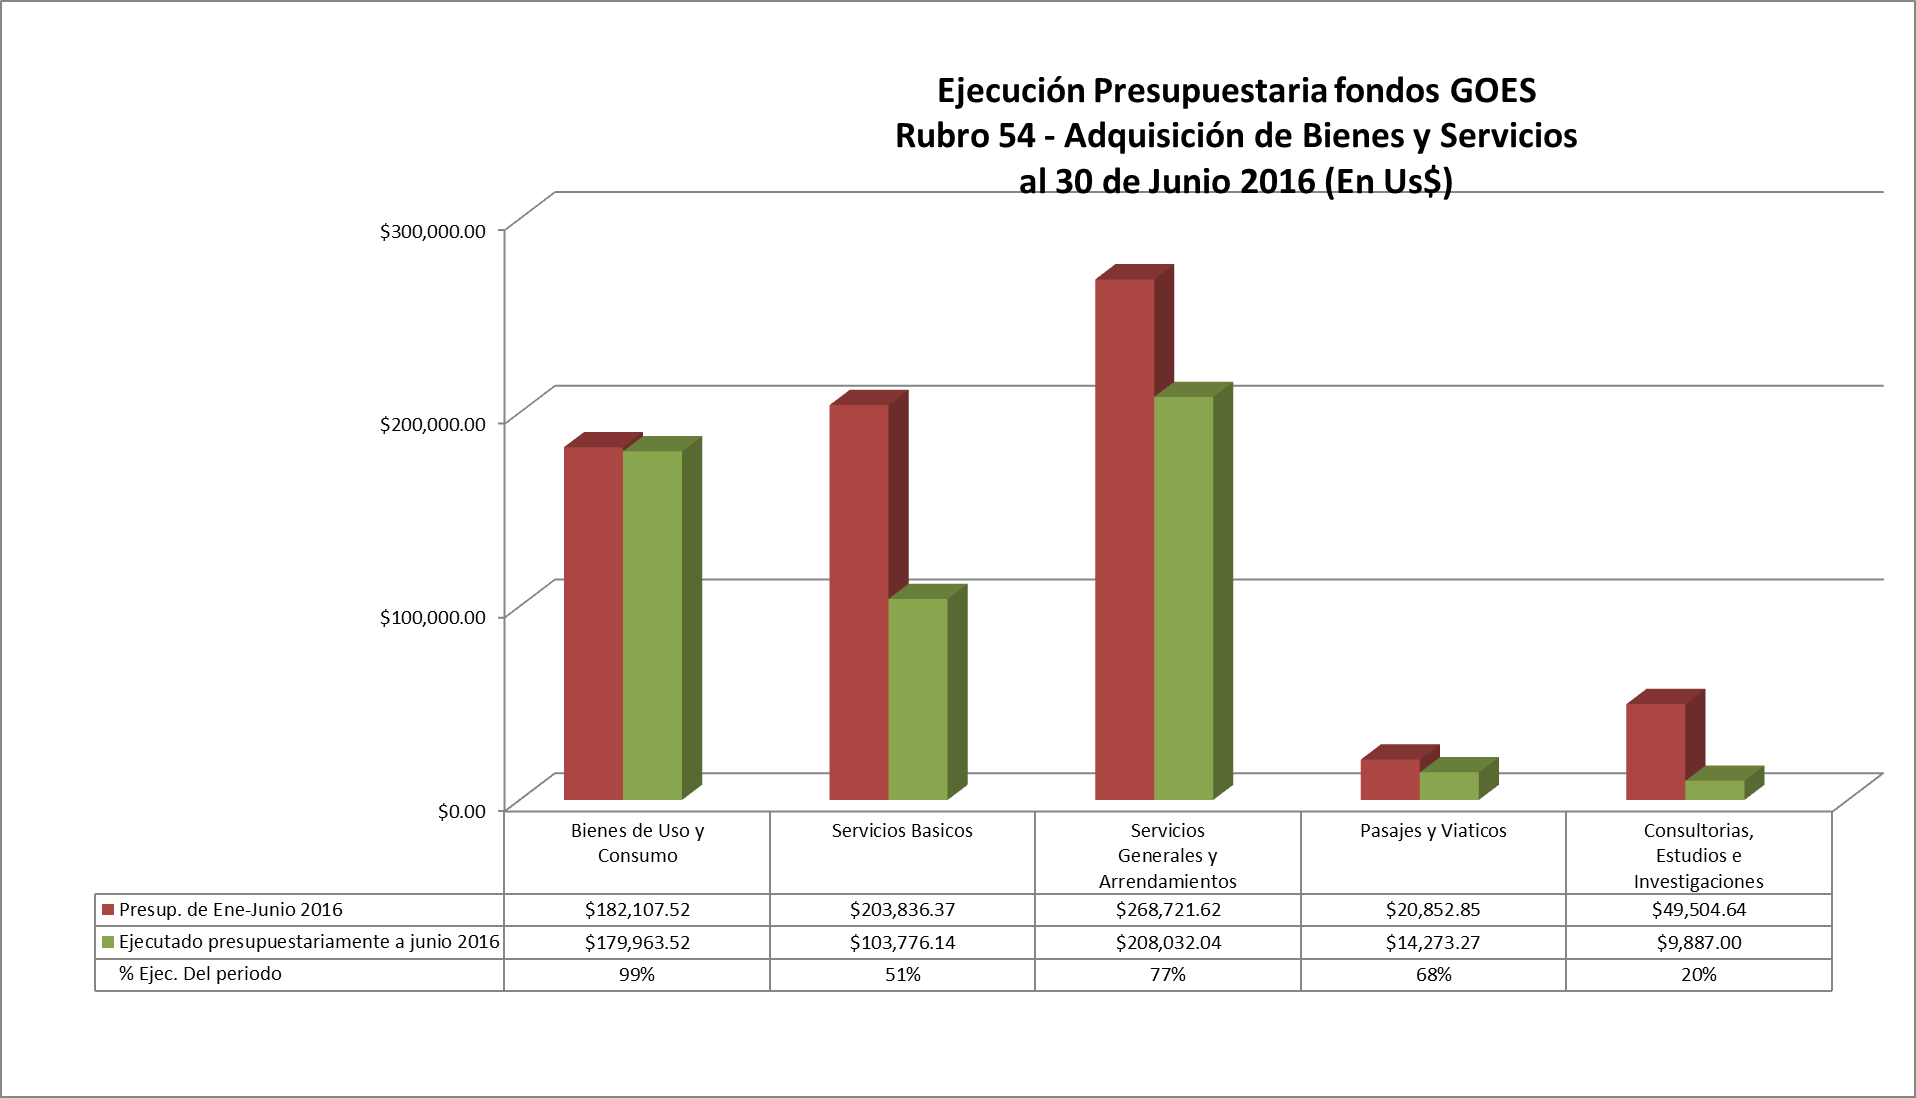 Ejecución Presupuestaria fondos GOES
Rubro 54 - Adquisición de Bienes y Servicios
al 30 de Junio 2016 (En Us$)
$300,000.00
$200,000.00
$100,000.00
$0.00
Bienes de Uso y
Consumo
Servicios Basicos
Servicios
Generales y
Arrendamientos
Pasajes y Viaticos
Consultorias,
Estudios e
Investigaciones
Presup. de Ene-Junio 2016 $182,107.52 $203,836.37 $268,721.62 $20,852.85 $49,504.64
Ejecutado presupuestariamente a junio 2016 $179,963.52 $103,776.14 $208,032.04 $14,273.27 $9,887.00
% Ejec. Del periodo 99% 51% 77% 68% 20%